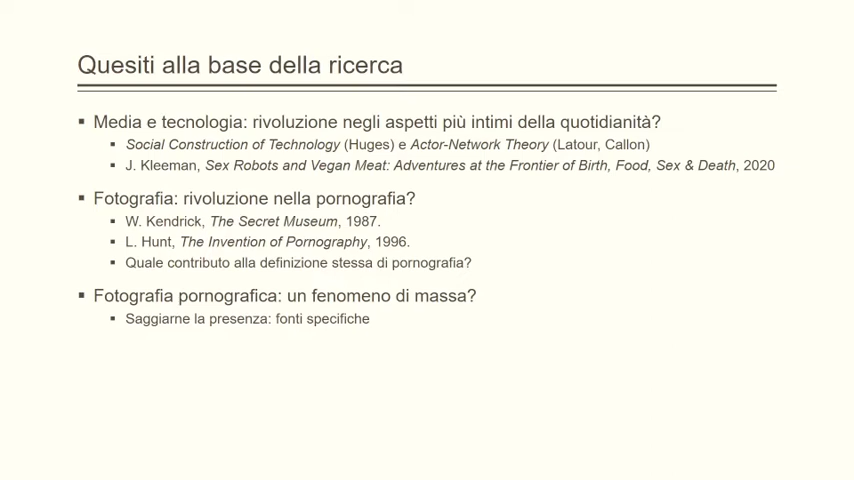 Quesiti alla base della ricerca
▪ Media e tecnologia: rivoluzione negli aspetti più intimi della quotidianità?
▪ Social Construction of Technology (Huges) e Actor-Network Theory (Latour, Callon)
▪ J. Kleeman, Sex Robots and Vegan Meat: Adventures at the Frontier of Birth, Food, Sex & Death, 2020
▪ Fotografia: rivoluzione nella pornografia?
▪ W. Kendrick, The Secret Museum, 1987.
▪ L. Hunt, The Invention of Pornography, 1996.
▪ Quale contributo alla definizione stessa di pornografia?
▪ Fotografia pornografica: un fenomeno di massa?
▪ Saggiarne la presenza: fonti specifiche